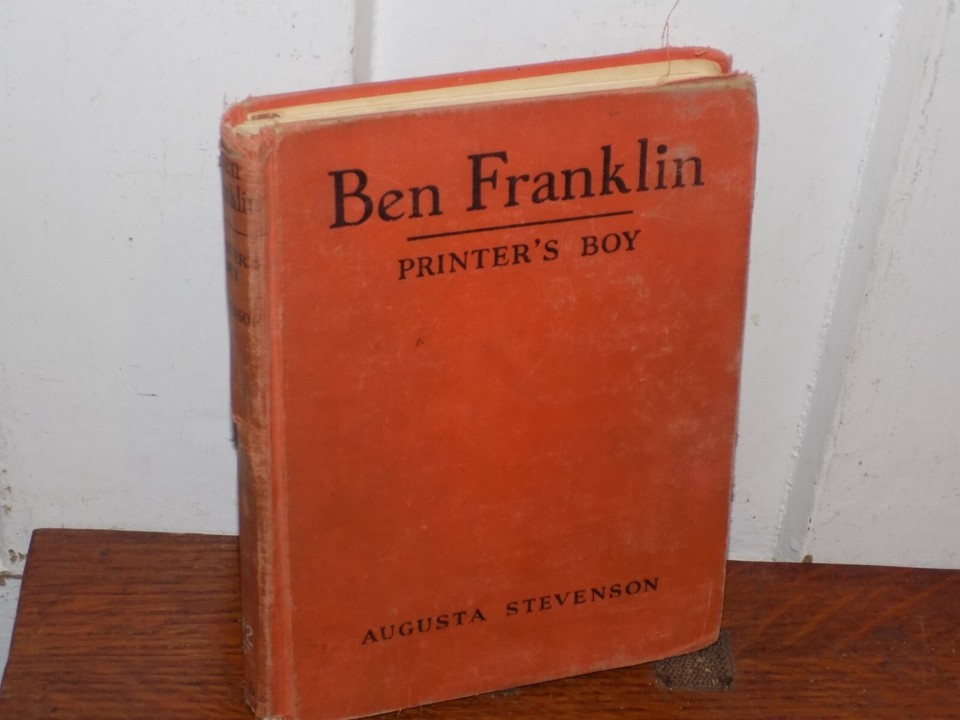 Ben Franklin
PRINTER'S BOY
AUGUSTA STEVENSON